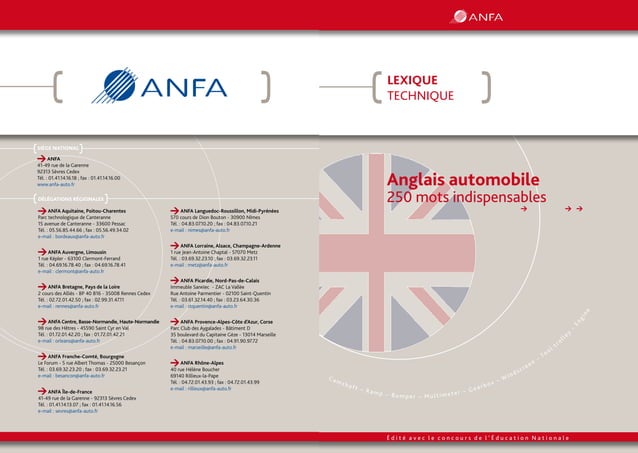 ANFA
SIÈGE NATIONAL
ANFA
41-49 rue de la Garenne
92313 Sèvres Cedex
Tél. : 01.41.14.16.18 ; fax : 01.41.14.16.00
www.anfa-auto.fr
DÉLÉGATIONS RÉGIONALES
ANFA Aquitaine, Poitou-Charentes
Parc technologique de Canteranne
15 avenue de Canteranne - 33600 Pessac
Tél. : 05.56.85.44.66 ; fax : 05.56.49.34.02
e-mail : bordeaux@anfa-auto.fr
ANFA Auvergne, Limousin
1 rue Képler - 63100 Clermont-Ferrand
Tél. : 04.69.16.78.40 ; fax : 04.69.16.78.41
e-mail : clermont@anfa-auto.fr
ANFA Bretagne, Pays de la Loire
2 cours des Alliés - BP 40 816 - 35008 Rennes Cedex
Tél. : 02.72.01.42.50 ; fax : 02.99.31.47.11
e-mail : rennes@anfa-auto.fr
ANFA Centre, Basse-Normandie, Haute-Normandie
98 rue des Hêtres - 45590 Saint Cyr en Val
Tél. : 01.72.01.42.20 ; fax : 01.72.01.42.21
e-mail : orleans@anfa-auto.fr
ANFA Franche-Comté, Bourgogne
Le Forum - 5 rue Albert Thomas - 25000 Besançon
Tél. : 03.69.32.23.20 ; fax : 03.69.32.23.21
e-mail : besancon@anfa-auto.fr
ANFA Île-de-France
41-49 rue de la Garenne - 92313 Sèvres Cedex
Tél. : 01.41.14.13.07 ; fax : 01.41.14.16.56
e-mail : sevres@anfa-auto.fr
ANFA Languedoc-Roussillon, Midi-Pyrénées
570 cours de Dion Bouton - 30900 Nîmes
Tél. : 04.83.07.10.20 ; fax : 04.83.07.10.21
e-mail : nimes@anfa-auto.fr
ANFA Lorraine, Alsace, Champagne-Ardenne
1 rue Jean-Antoine Chaptal - 57070 Metz
Tél. : 03.69.32.23.10 ; fax : 03.69.32.23.11
e-mail : metz@anfa-auto.fr
ANFA Picardie, Nord-Pas-de-Calais
Immeuble Sanelec - ZAC La Vallée
Rue Antoine Parmentier - 02100 Saint-Quentin
Tél. : 03.61.32.14.40 ; fax : 03.23.64.30.36
e-mail : stquentin@anfa-auto.fr
ANFA Provence-Alpes-Côte d'Azur, Corse
Parc Club des Aygalades - Bâtiment D
35 boulevard du Capitaine Gèze - 13014 Marseille
Tél. : 04.83.07.10.00 ; fax : 04.91.90.97.72
e-mail : marseille@anfa-auto.fr
ANFA Rhône-Alpes
40 rue Hélène Boucher
69140 Rillieux-la-Pape
Tél. : 04.72.01.43.93 ; fax : 04.72.01.43.99
e-mail : rillieux@anfa-auto.fr
ANFA
LEXIQUE
TECHNIQUE
Anglais automobile
250 mots indispensables
Camshaft - Ramp - Bumper - Multimeter - Gearbox - Windscreen - Tool trolley - Engine
Édité avec le concours de l'Éducation Nationale